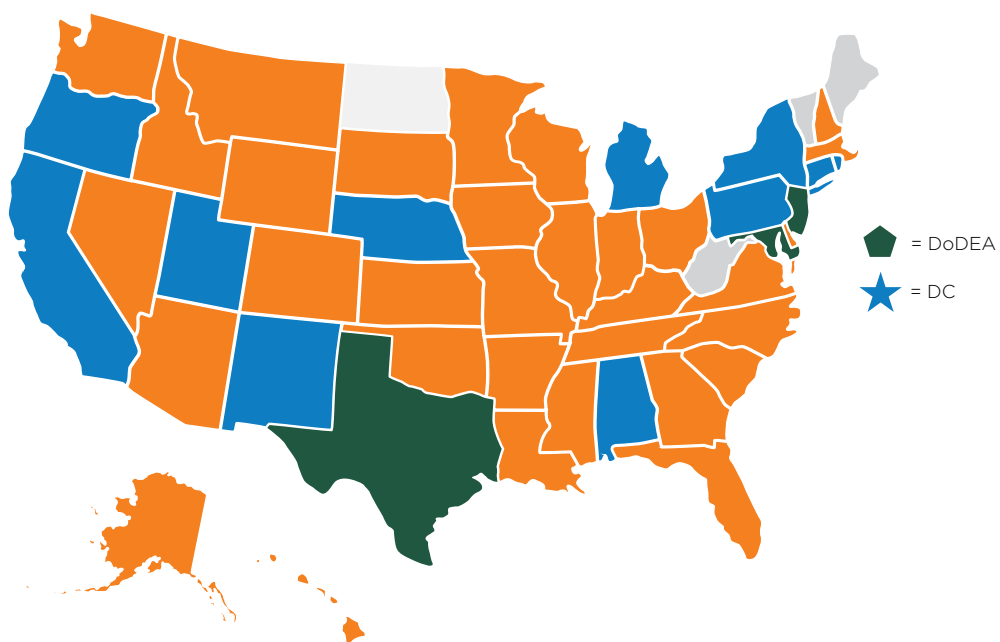 = DoDEA
= DC